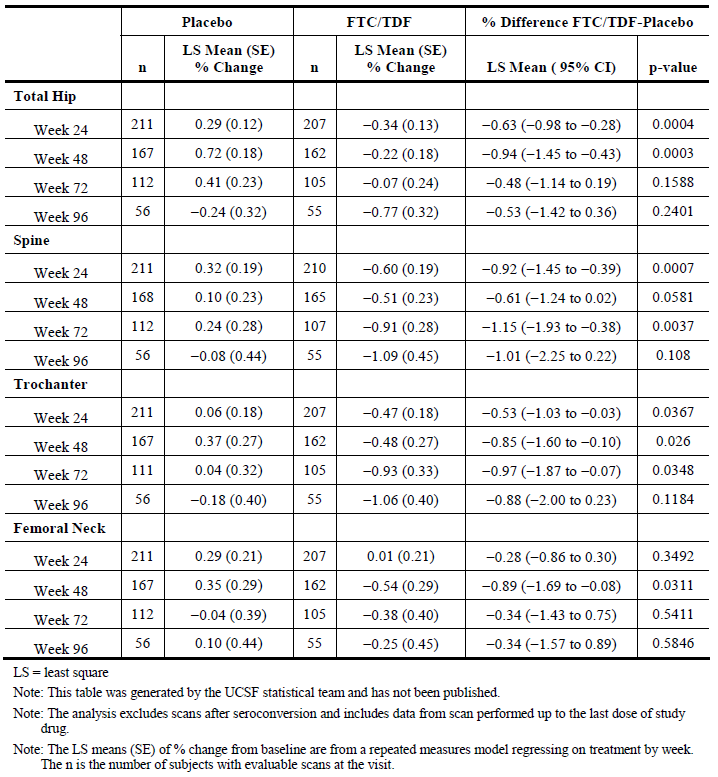 Placebo FTC/TDF % Difference FTC/TDF-Placebo
n LS Mean (SE) % Change n LS Mean (SE) % Change LS Mean ( 95% CI) p-value
Total Hip
Week 24 211 0.29 (0.12) 207 −0.34 (0.13) −0.63 (−0.98 to −0.28) 0.0004
Week 48 167 0.72 (0.18) 162 −0.22 (0.18) −0.94 (−1.45 to −0.43) 0.0003
Week 72 112 0.41 (0.23) 105 −0.07 (0.24) −0.48 (−1.14 to 0.19) 0.1588
Week 96 56 −0.24 (0.32) 55 −0.77 (0.32) −0.53 (−1.42 to 0.36) 0.2401
Spine
Week 24 211 0.32 (0.19) 210 −0.60 (0.19) −0.92 (−1.45 to −0.39) 0.0007
Week 48 168 0.10 (0.23) 165 −0.51 (0.23) −0.61 (−1.24 to 0.02) 0.0581
Week 72 112 0.24 (0.28) 107 −0.91 (0.28) −1.15 (−1.93 to −0.38) 0.0037
Week 96 56 −0.08 (0.44) 55 −1.09 (0.45) −1.01 (−2.25 to 0.22) 0.108
Trochanter
Week 24 211 0.06 (0.18) 207 −0.47 (0.18) −0.53 (−1.03 to −0.03) 0.0367
Week 48 167 0.37 (0.27) 162 −0.48 (0.27) −0.85 (−1.60 to −0.10) 0.026
Week 72 111 0.04 (0.32) 105 −0.93 (0.33) −0.97 (−1.87 to −0.07) 0.0348
Week 96 56 −0.18 (0.40) 55 −1.06 (0.40) −0.88 (−2.00 to 0.23) 0.1184
Femoral Neck
Week 24 211 0.29 (0.21) 207 0.01 (0.21) −0.28 (−0.86 to 0.30) 0.3492
Week 48 167 0.35 (0.29) 162 −0.54 (0.29) −0.89 (−1.69 to −0.08) 0.0311
Week 72 112 −0.04 (0.39) 105 −0.38 (0.40) −0.34 (−1.43 to 0.75) 0.5411
Week 96 56 0.10 (0.44) 55 −0.25 (0.45) −0.34 (−1.57 to 0.89) 0.5846
LS = least square
Note: This table was generated by the UCSF statistical team and has not been published.
Note: The analysis excludes scans after seroconversion and includes data from scan performed up to the last dose of study
drug.
Note: The LS means (SE) of % change from baseline are from a repeated measures model regressing on treatment by week.
The n is the number of subjects with evaluable scans at the visit.